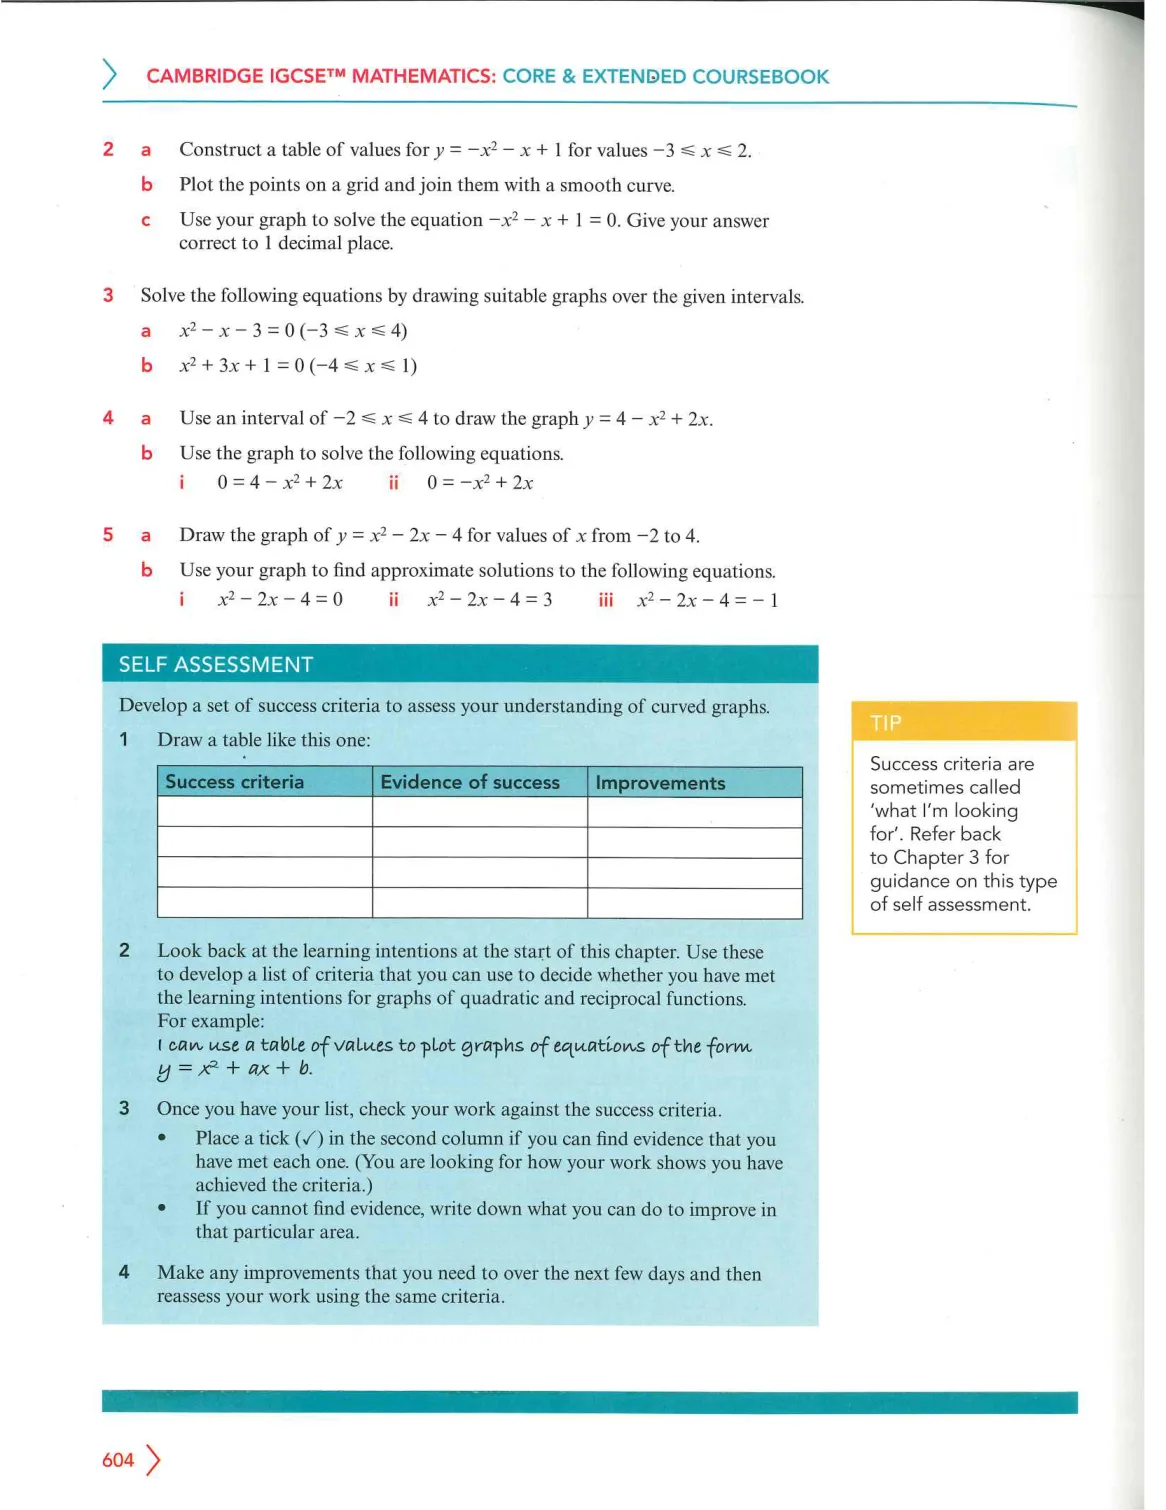 CAMBRIDGE IGCSE™ MATHEMATICS: CORE & EXTENDED COURSEBOOK
2 a Construct a table of values for y = −x² − x + 1 for values −3 ⩽ x ⩽ 2.
b Plot the points on a grid and join them with a smooth curve.
c Use your graph to solve the equation −x² − x + 1 = 0. Give your answer
correct to 1 decimal place.
3 Solve the following equations by drawing suitable graphs over the given intervals.
a x² − x − 3 = 0 (−3 ⩽ x ⩽ 4)
b x² + 3x + 1 = 0 (−4 ⩽ x ⩽ 1)
4 a Use an interval of −2 ⩽ x ⩽ 4 to draw the graph y = 4 − x² + 2x.
b Use the graph to solve the following equations.
i 0 = 4 − x² + 2x ii 0 = −x² + 2x
5 a Draw the graph of y = x² − 2x − 4 for values of x from −2 to 4.
b Use your graph to find approximate solutions to the following equations.
i x² − 2x − 4 = 0 ii x² − 2x − 4 = 3 iii x² − 2x − 4 = − 1
SELF ASSESSMENT
Develop a set of success criteria to assess your understanding of curved graphs.
1 Draw a table like this one:
Success criteria Evidence of success Improvements
2 Look back at the learning intentions at the start of this chapter. Use these
to develop a list of criteria that you can use to decide whether you have met
the learning intentions for graphs of quadratic and reciprocal functions.
For example:
I can use a table of values to plot graphs of equations of the form
y = x² + ax + b.
3 Once you have your list, check your work against the success criteria.
• Place a tick (✓) in the second column if you can find evidence that you
have met each one. (You are looking for how your work shows you have
achieved the criteria.)
• If you cannot find evidence, write down what you can do to improve in
that particular area.
4 Make any improvements that you need to over the next few days and then
reassess your work using the same criteria.
TIP
Success criteria are
sometimes called
'what I'm looking
for'. Refer back
to Chapter 3 for
guidance on this type
of self assessment.
604